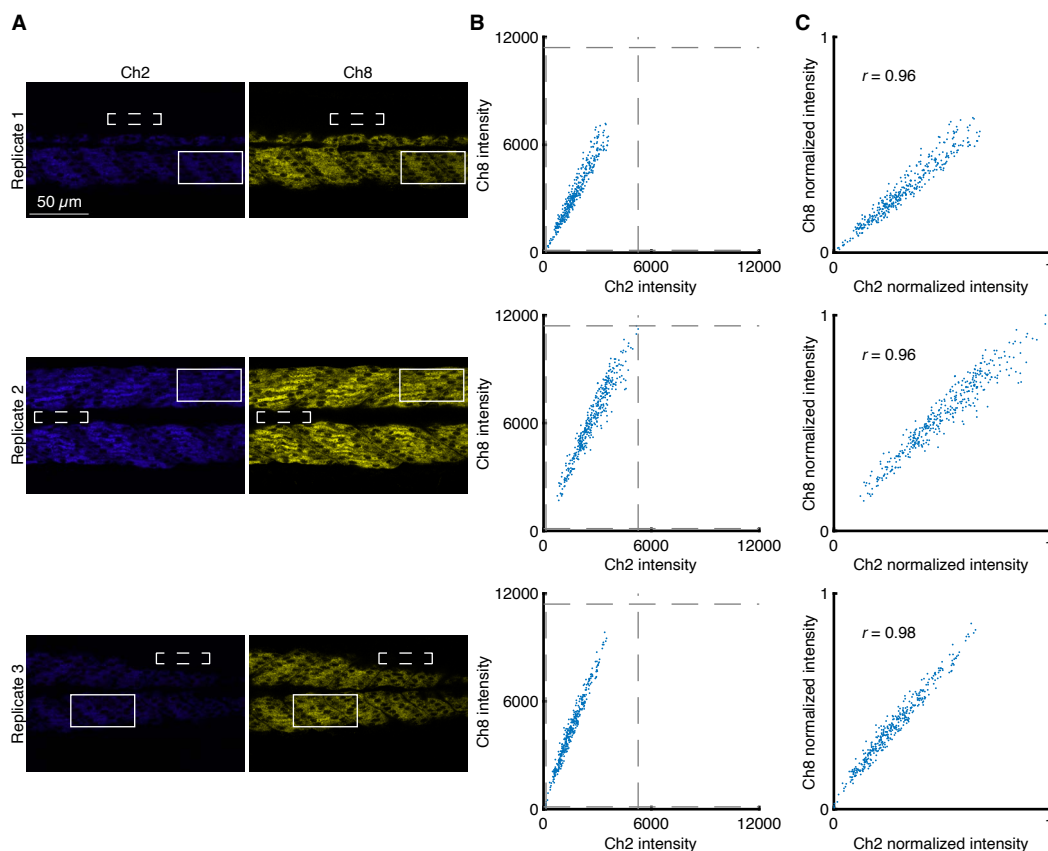 A
B
C
Ch2
Ch8
Replicate 1
50 µm
12000
6000
0
Ch8 intensity
0
6000
12000
Ch2 intensity
1
r = 0.96
Ch8 normalized intensity
0
0
1
Ch2 normalized intensity
Replicate 2
12000
6000
0
Ch8 intensity
0
6000
12000
Ch2 intensity
1
r = 0.96
Ch8 normalized intensity
0
0
1
Ch2 normalized intensity
Replicate 3
12000
6000
0
Ch8 intensity
0
6000
12000
Ch2 intensity
1
r = 0.98
Ch8 normalized intensity
0
0
1
Ch2 normalized intensity